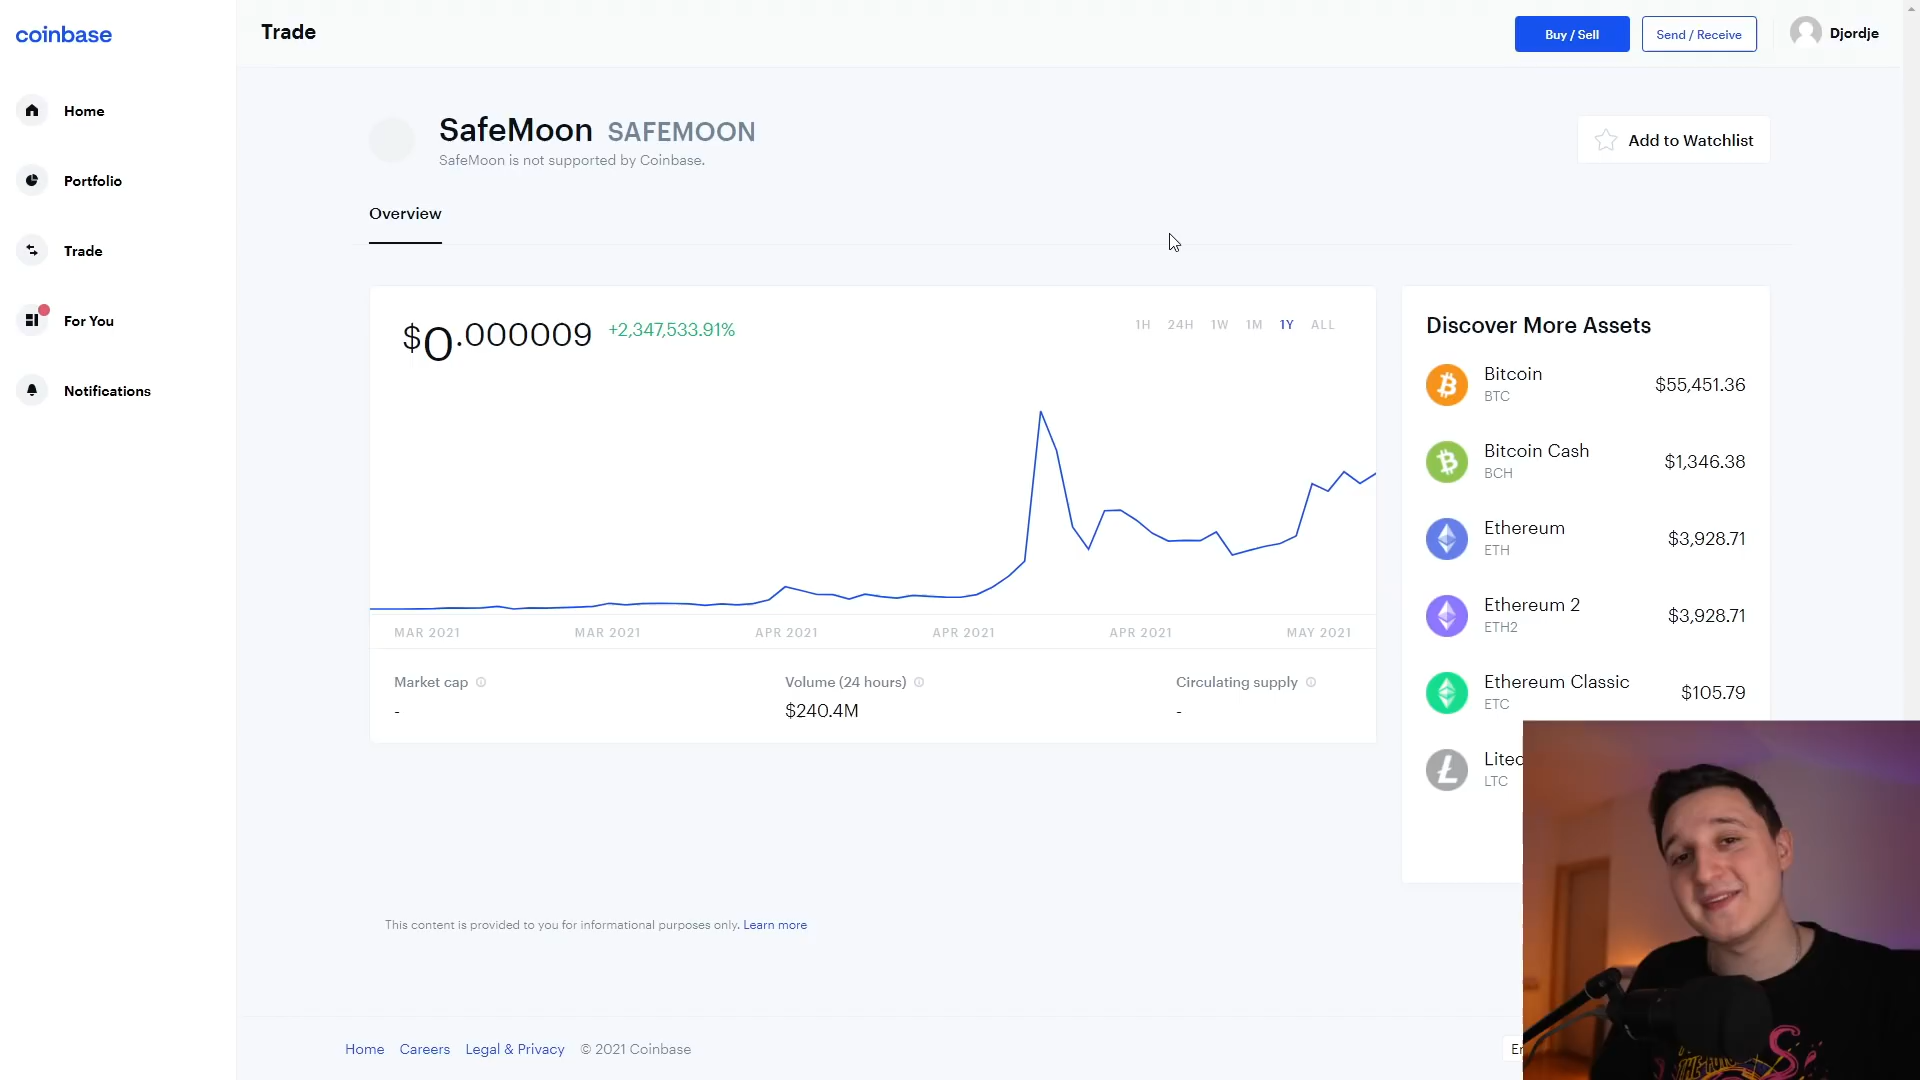 coinbase
Trade
Buy / Sell
Send / Receive
Djordje
Home
Portfolio
Trade
For You
Notifications
SafeMoon SAFEMOON
SafeMoon is not supported by Coinbase.
Add to Watchlist
Overview
$0.000009 +2,347,533.91%
1H 24H 1W 1M 1Y ALL
MAR 2021 MAR 2021 APR 2021 APR 2021 APR 2021 MAY 2021
Market cap
-
Volume (24 hours)
$240.4M
Circulating supply
-
Discover More Assets
Bitcoin
BTC
$55,451.36
Bitcoin Cash
BCH
$1,346.38
Ethereum
ETH
$3,928.71
Ethereum 2
ETH2
$3,928.71
Ethereum Classic
ETC
$105.79
LTC
This content is provided to you for informational purposes only. Learn more
Home Careers Legal & Privacy © 2021 Coinbase